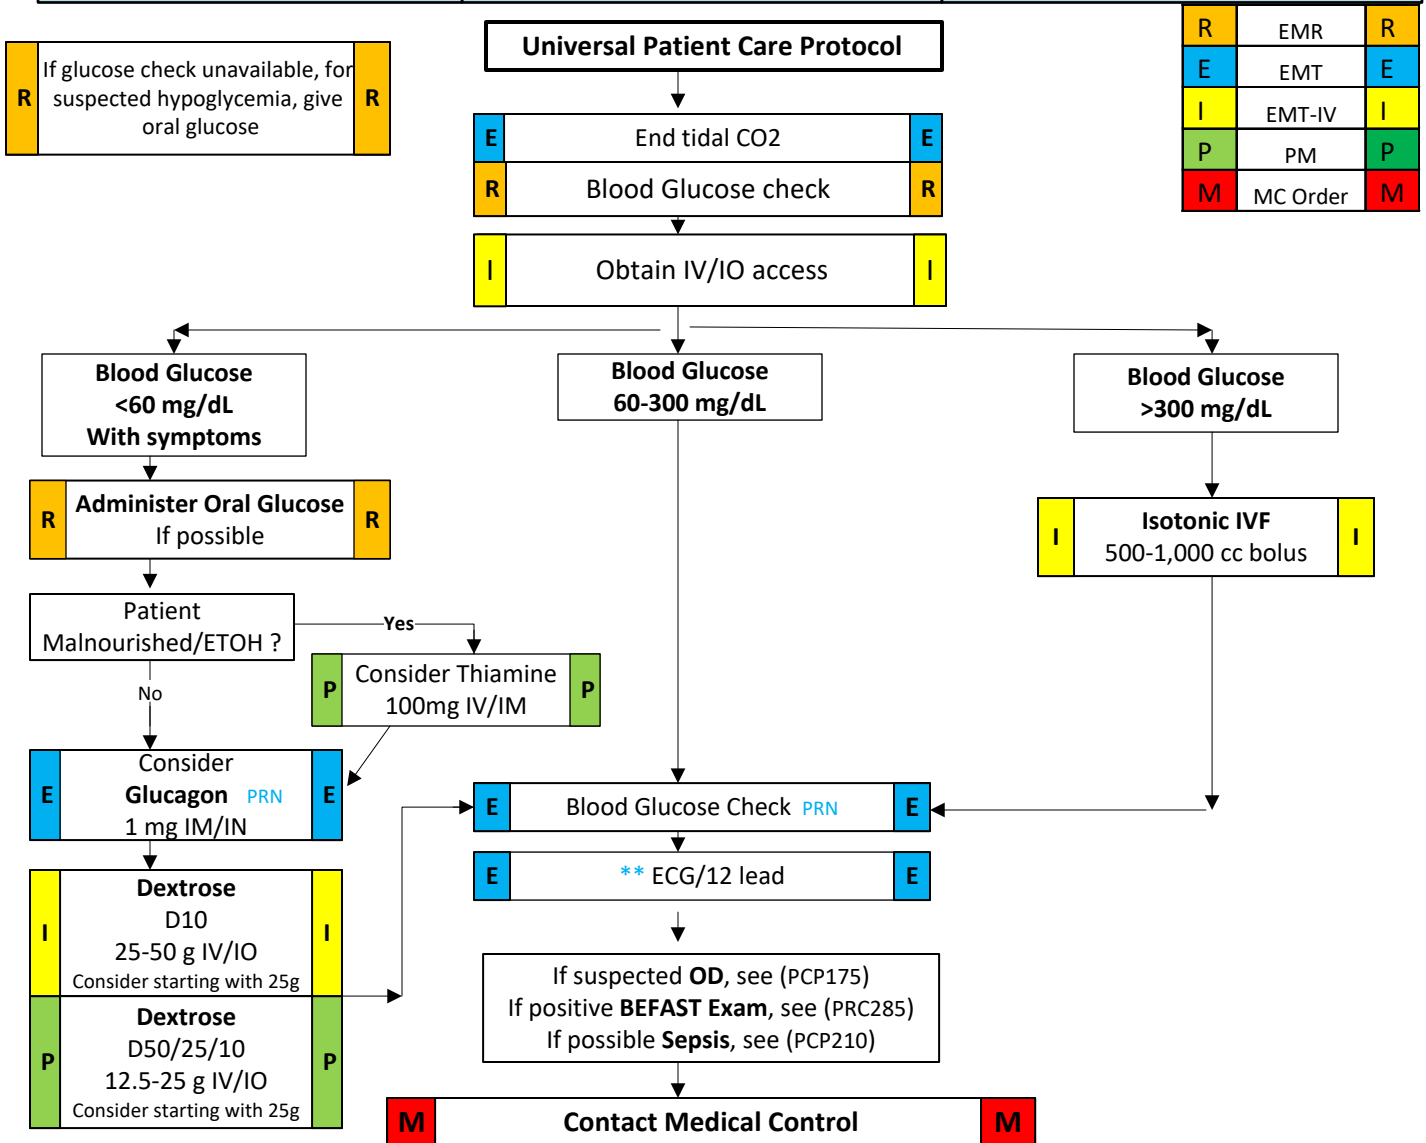 Universal Patient Care Protocol
R EMR R
E EMT E
I EMT-IV I
P PM P
M MC Order M
R
If glucose check unavailable, for
suspected hypoglycemia, give
oral glucose
R
E End tidal CO2 E
R Blood Glucose check R
I Obtain IV/IO access I
Blood Glucose
<60 mg/dL
With symptoms
Blood Glucose
60-300 mg/dL
Blood Glucose
>300 mg/dL
R
Administer Oral Glucose
If possible
R
I
Isotonic IVF
500-1,000 cc bolus
I
Patient
Malnourished/ETOH ?
Yes
No
P
Consider Thiamine
100mg IV/IM
P
E
Consider
Glucagon PRN
1 mg IM/IN
E
E Blood Glucose Check PRN E
E ** ECG/12 lead E
I
Dextrose
D10
25-50 g IV/IO
Consider starting with 25g
I
P
Dextrose
D50/25/10
12.5-25 g IV/IO
Consider starting with 25g
P
If suspected OD, see (PCP175)
If positive BEFAST Exam, see (PRC285)
If possible Sepsis, see (PCP210)
M Contact Medical Control M